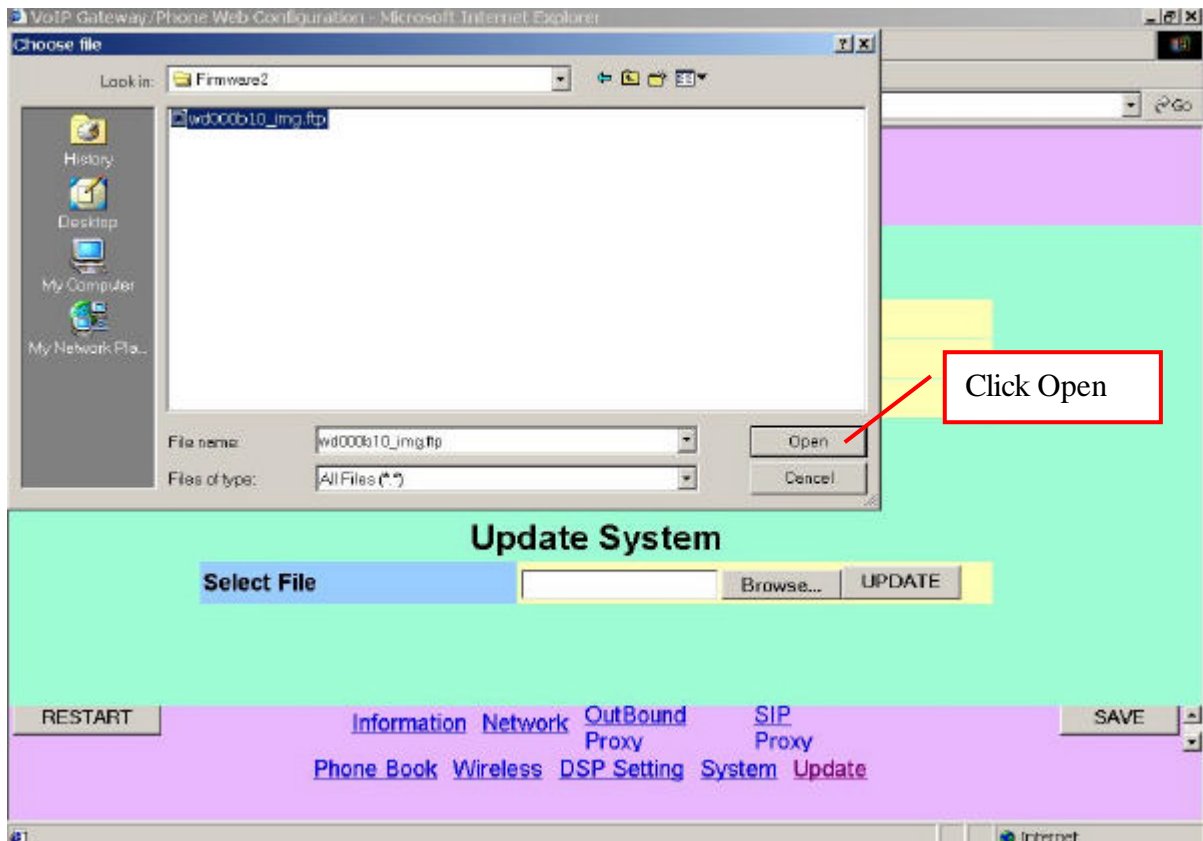 VoIP Gateway/Phone Web Configuration - Microsoft Internet Explorer
Choose file
Look in:
Firmware2
Go
wd000b10_img.ftp
History
Desktop
My Computer
My Network Pla...
Click Open
File name:
wd000b10_img.ftp
Open
Files of type:
All Files (*.*)
Cancel
Update System
Select File
Browse...
UPDATE
RESTART
Information Network OutBound Proxy SIP Proxy
SAVE
Phone Book Wireless DSP Setting System Update
Internet